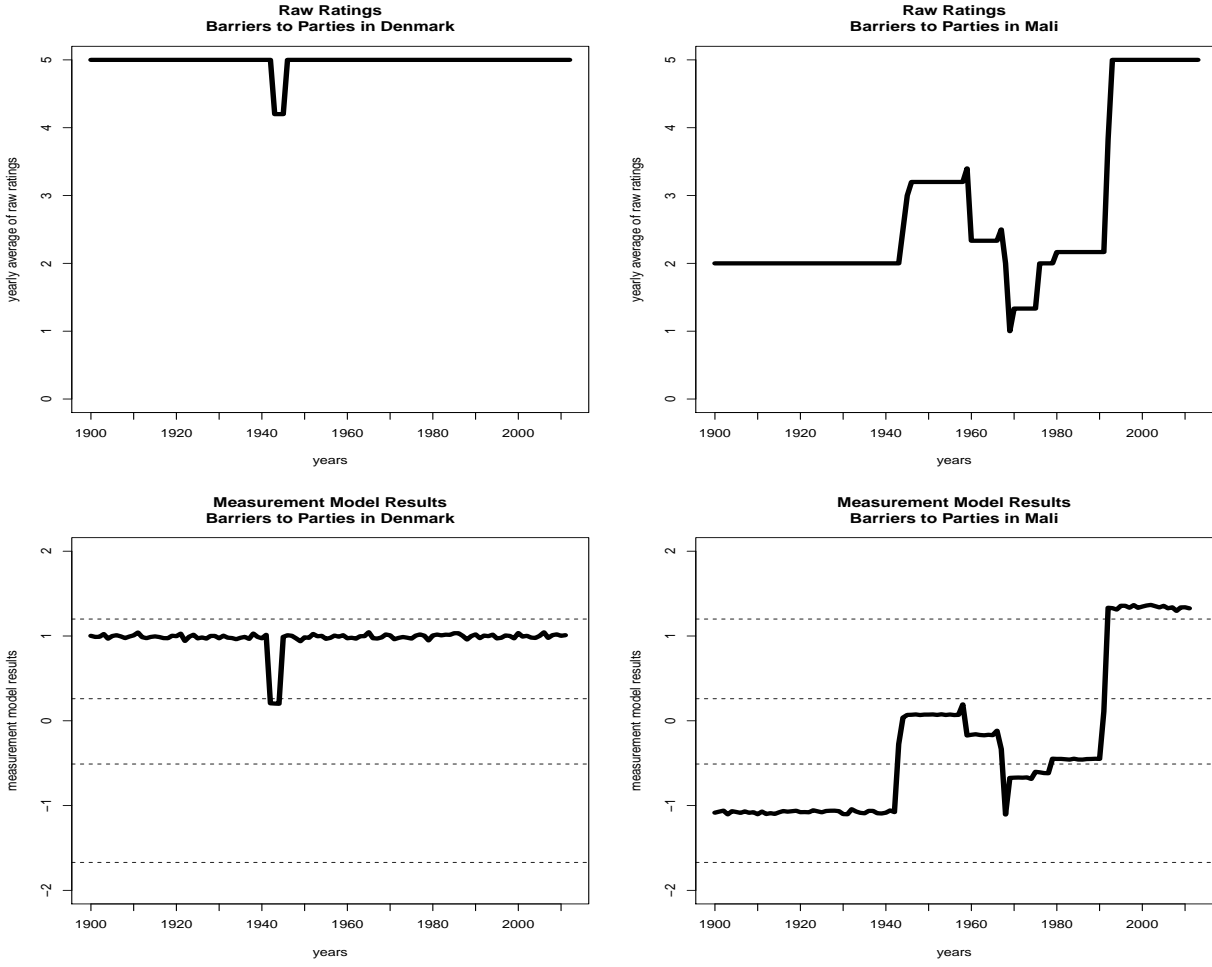 Raw Ratings
Barriers to Parties in Denmark
yearly average of raw ratings
5
4
3
2
1
0
1900 1920 1940 1960 1980 2000
years
Raw Ratings
Barriers to Parties in Mali
yearly average of raw ratings
5
4
3
2
1
0
1900 1920 1940 1960 1980 2000
years
Measurement Model Results
Barriers to Parties in Denmark
measurement model results
2
1
0
−1
−2
1900 1920 1940 1960 1980 2000
years
Measurement Model Results
Barriers to Parties in Mali
measurement model results
2
1
0
−1
−2
1900 1920 1940 1960 1980 2000
years